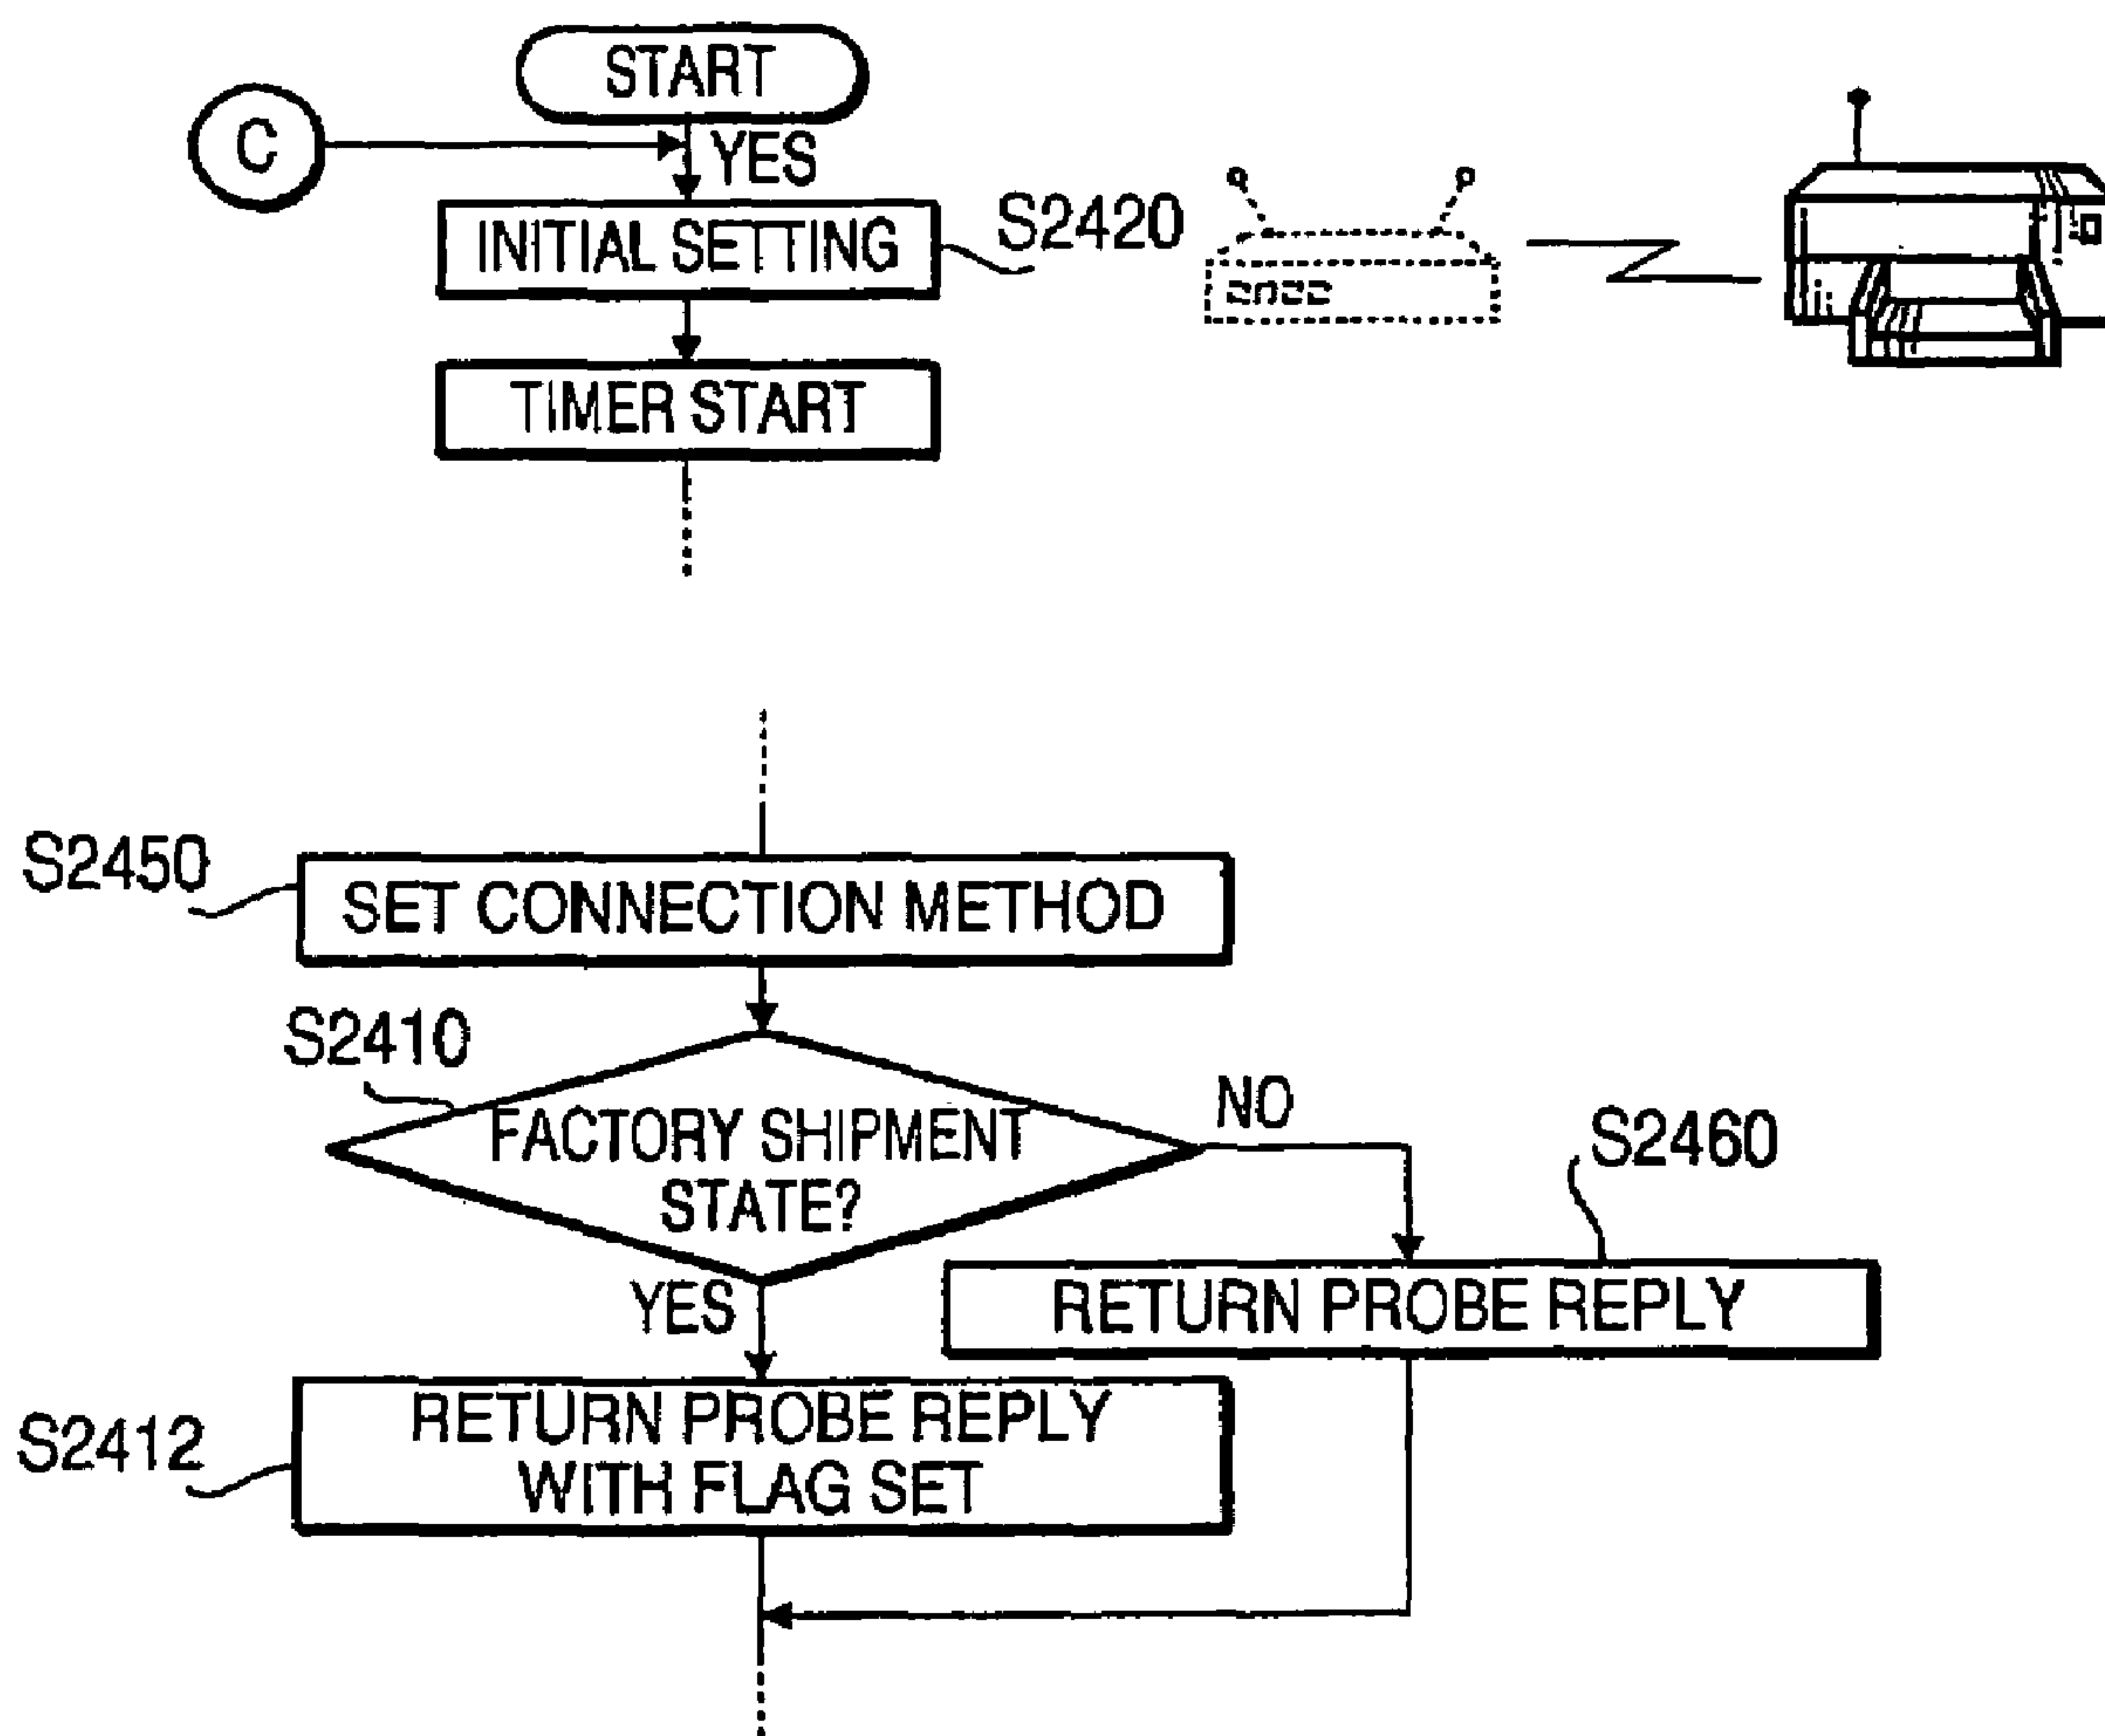 START
C
YES
INITIAL SETTING
S2420
TIMER START
S2450
SET CONNECTION METHOD
S2410
FACTORY SHIPMENT
STATE?
NO
S2460
YES
RETURN PROBE REPLY
S2412
RETURN PROBE REPLY
WITH FLAG SET